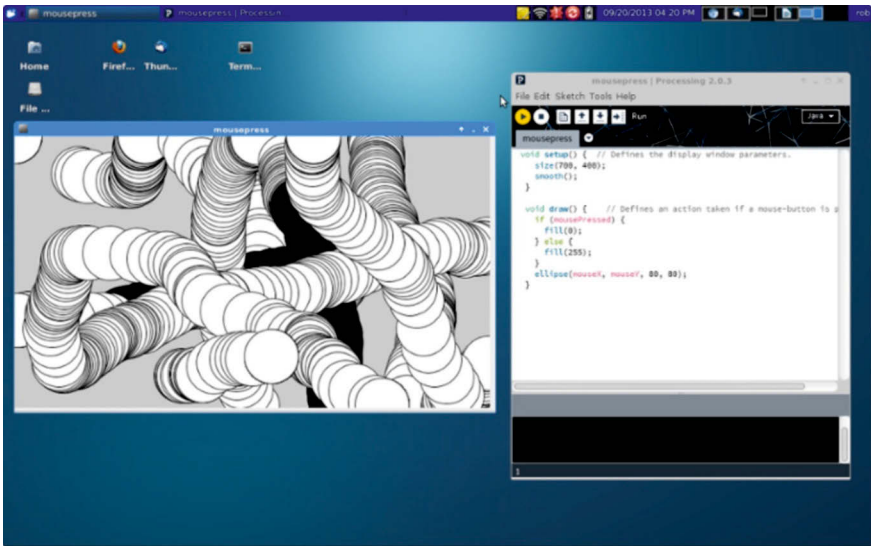 mousepress
mousepress | Processin
09/20/2013 04:20 PM
rob
Home
Firef...
Thun...
Term...
File ...
mousepress
mousepress | Processing 2.0.3
File Edit Sketch Tools Help
Run
Java
mousepress
void setup() { // Defines the display window parameters.
size(700, 400);
smooth();
}
void draw() { // Defines an action taken if a mouse-button is p
if (mousePressed) {
fill(0);
} else {
fill(255);
}
ellipse(mouseX, mouseY, 80, 80);
}
1